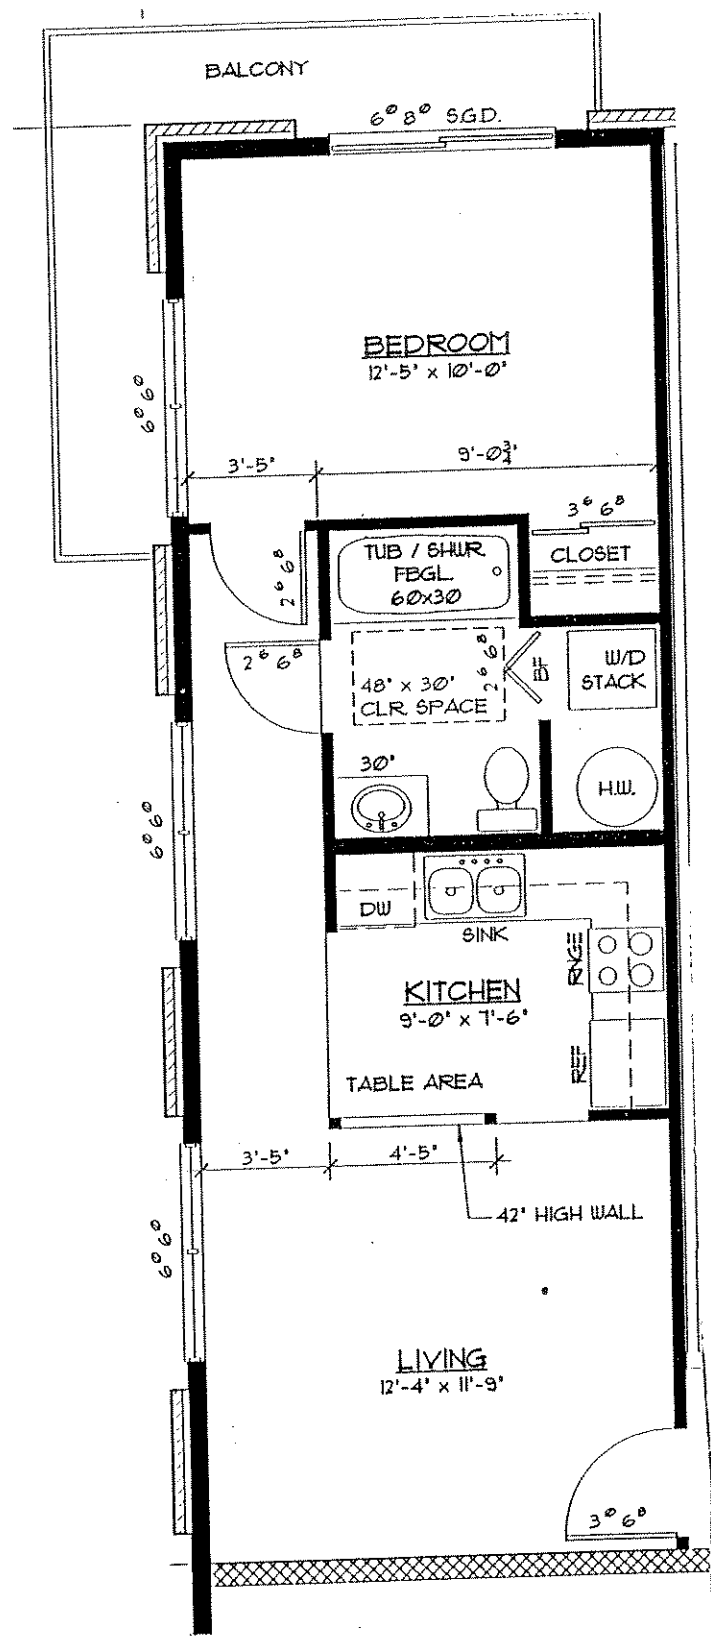 BALCONY
6⁰ 8⁰ S.G.D.
BEDROOM
12'-5" x 10'-0"
6⁰ 6⁰
3'-5"
9'-0¾"
3⁶ 6⁸
CLOSET
2⁶ 6⁸
TUB / SHWR.
FBGL.
60x30
2⁶ 6⁸
48" x 30"
CLR. SPACE
2⁶ 6⁸
BF
W/D
STACK
30"
H.W.
6⁰ 6⁰
DW
SINK
RNGE
KITCHEN
9'-0" x 7'-6"
REF
TABLE AREA
3'-5"
4'-5"
42" HIGH WALL
6⁰ 6⁰
LIVING
12'-4" x 11'-9"
3⁰ 6⁸